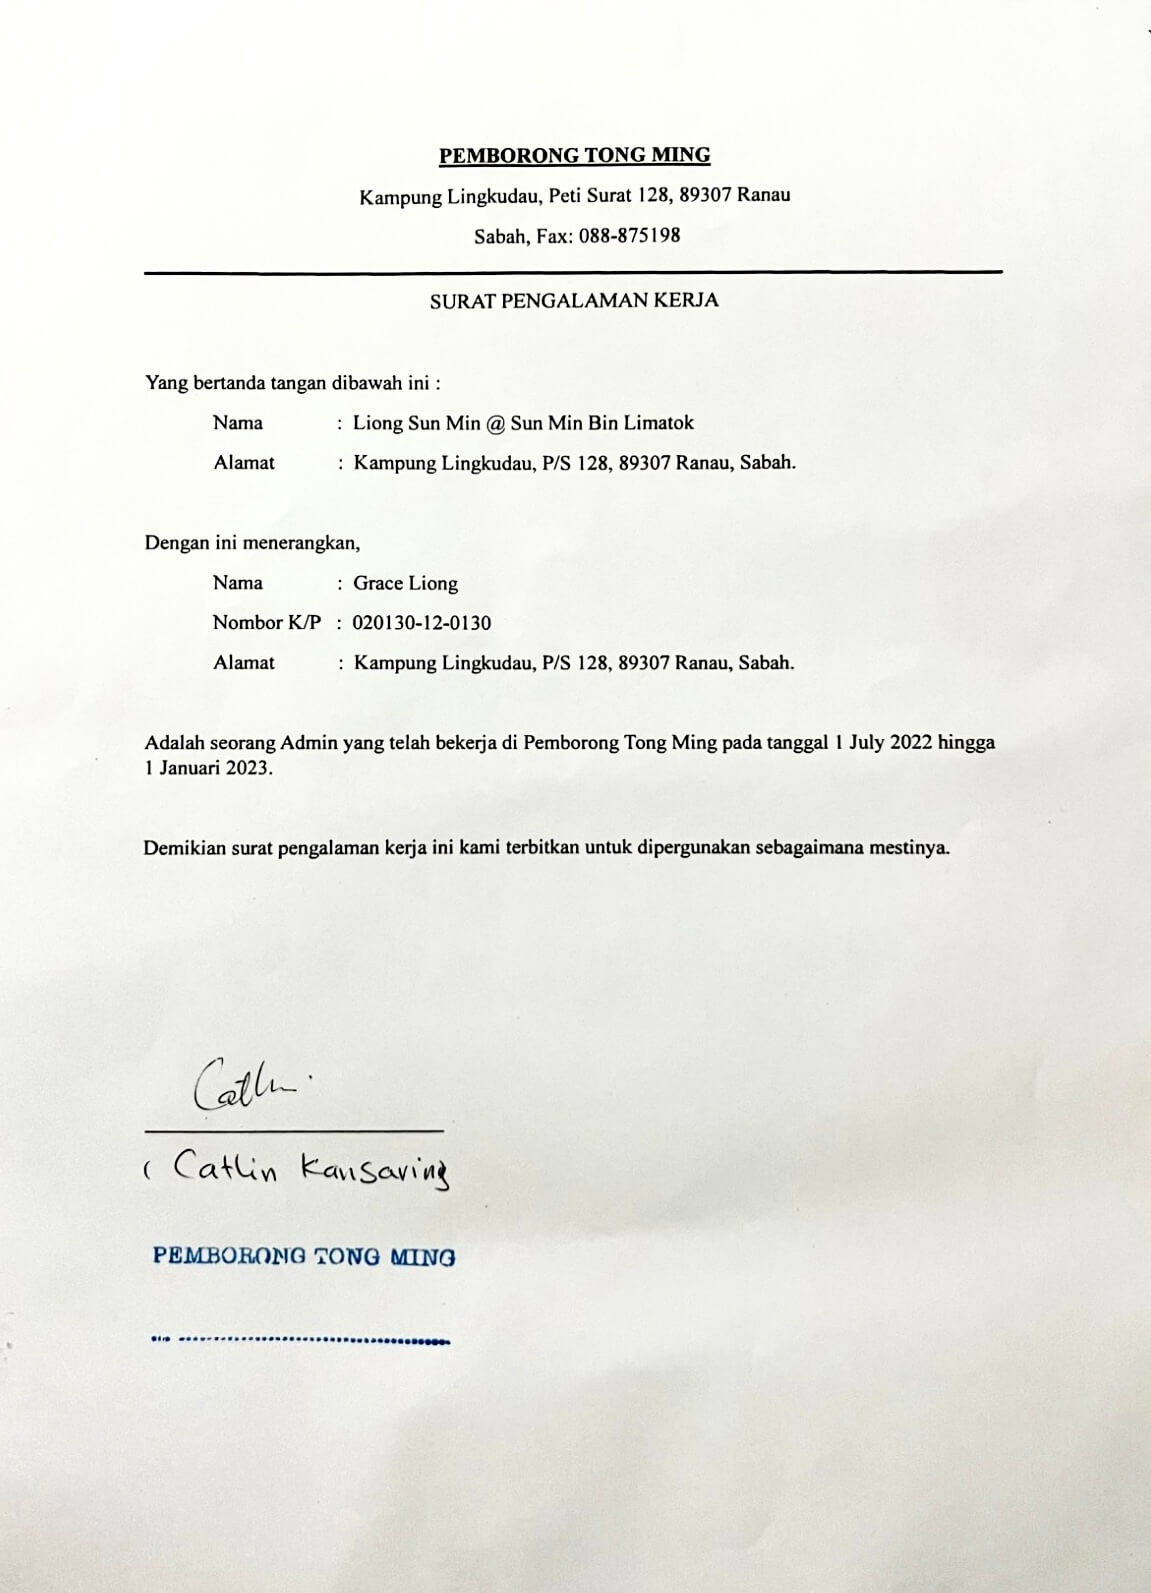 PEMBORONG TONG MING
Kampung Lingkudau, Peti Surat 128, 89307 Ranau
Sabah, Fax: 088-875198
SURAT PENGALAMAN KERJA
Yang bertanda tangan dibawah ini :
Nama : Liong Sun Min @ Sun Min Bin Limatok
Alamat : Kampung Lingkudau, P/S 128, 89307 Ranau, Sabah.
Dengan ini menerangkan,
Nama : Grace Liong
Nombor K/P : 020130-12-0130
Alamat : Kampung Lingkudau, P/S 128, 89307 Ranau, Sabah.
Adalah seorang Admin yang telah bekerja di Pemborong Tong Ming pada tanggal 1 July 2022 hingga
1 Januari 2023.
Demikian surat pengalaman kerja ini kami terbitkan untuk dipergunakan sebagaimana mestinya.
( Catlin Kansaring
PEMBORONG TONG MING